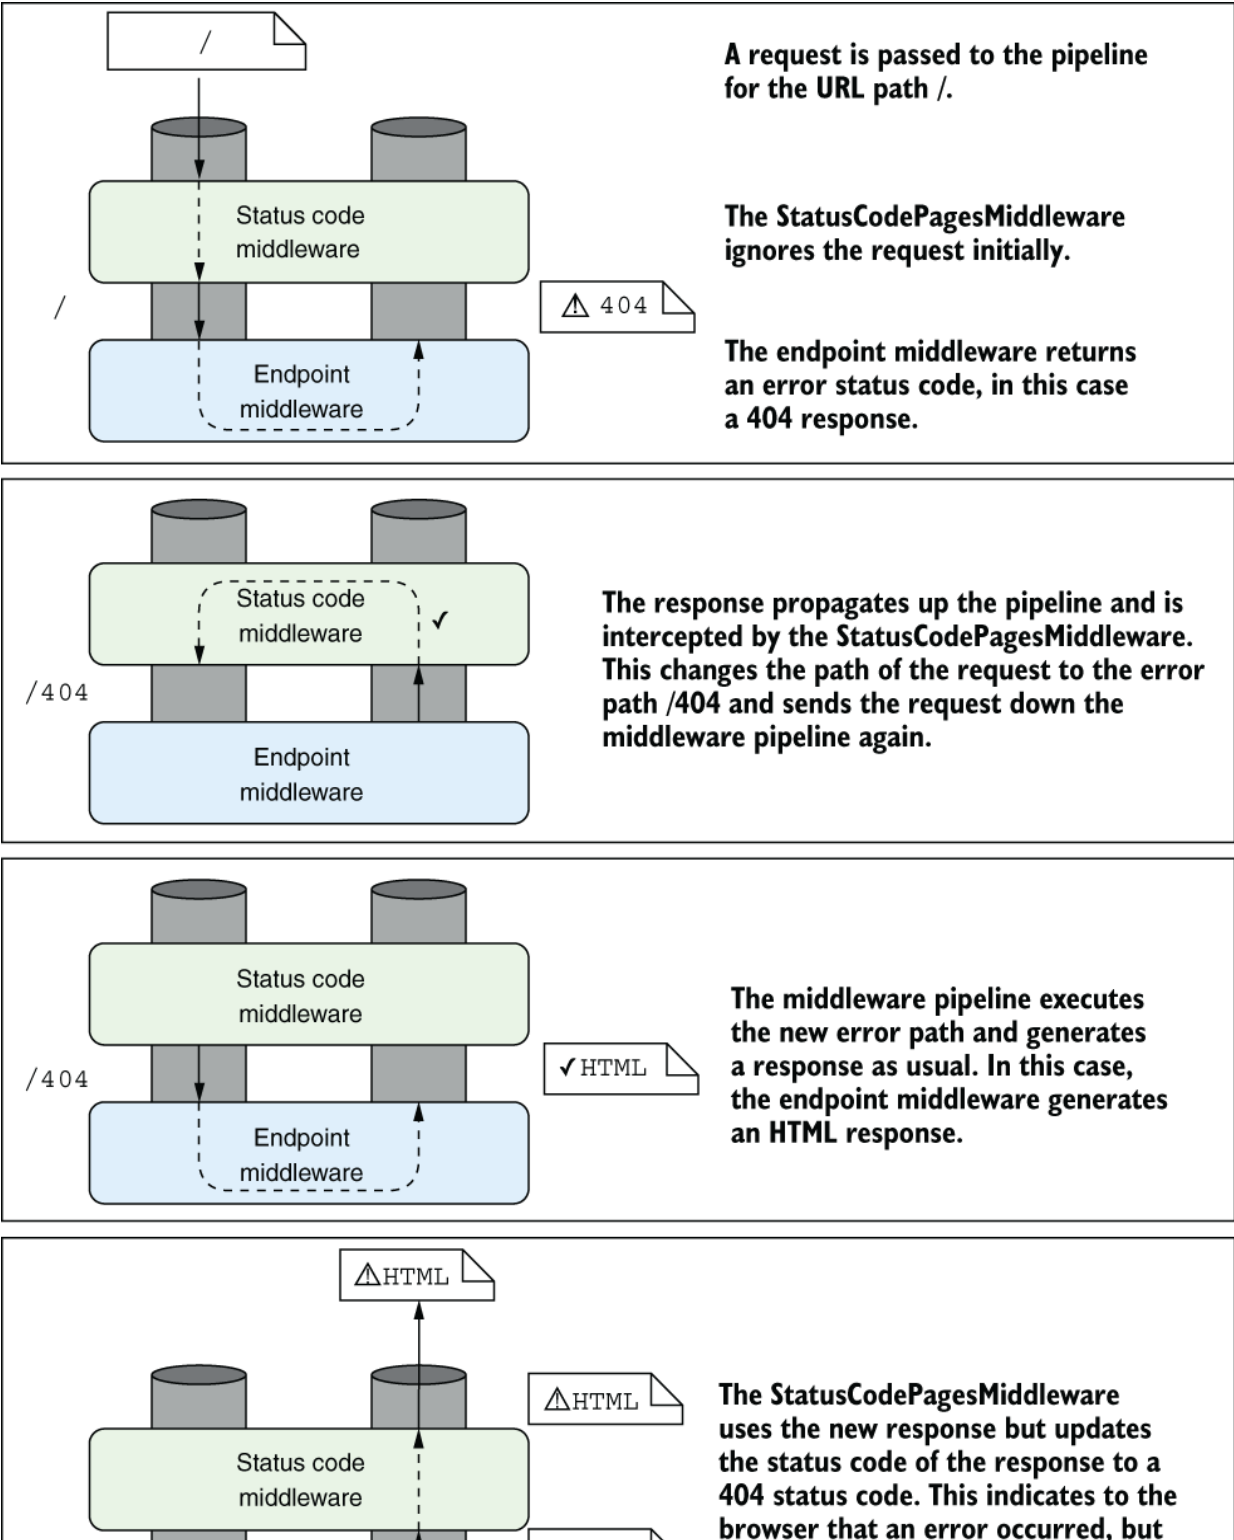 /
A request is passed to the pipeline
for the URL path /.
Status code
middleware
The StatusCodePagesMiddleware
ignores the request initially.
/
⚠ 404
Endpoint
middleware
The endpoint middleware returns
an error status code, in this case
a 404 response.
Status code
middleware
✓
/404
Endpoint
middleware
The response propagates up the pipeline and is
intercepted by the StatusCodePagesMiddleware.
This changes the path of the request to the error
path /404 and sends the request down the
middleware pipeline again.
Status code
middleware
/404
✓HTML
Endpoint
middleware
The middleware pipeline executes
the new error path and generates
a response as usual. In this case,
the endpoint middleware generates
an HTML response.
⚠HTML
⚠HTML
Status code
middleware
The StatusCodePagesMiddleware
uses the new response but updates
the status code of the response to a
404 status code. This indicates to the
browser that an error occurred, but